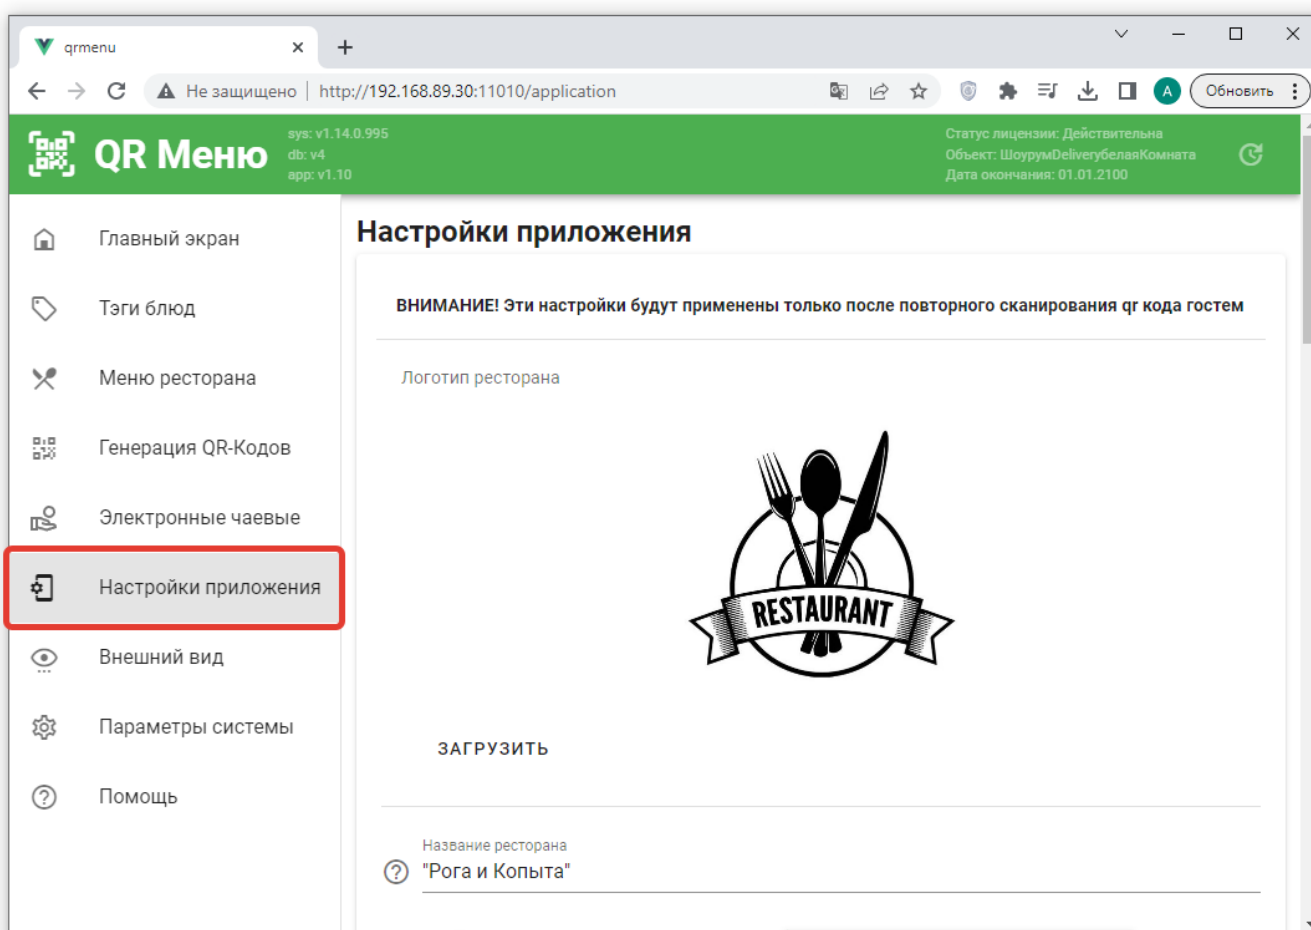 qrmenu
Не защищено
http://192.168.89.30:11010/application
A
Обновить
QR Меню
sys: v1.14.0.995
db: v4
app: v1.10
Статус лицензии: Действительна
Объект: ШоурумDeliveryбелаяКомната
Дата окончания: 01.01.2100
Главный экран
Тэги блюд
Меню ресторана
Генерация QR-Кодов
Электронные чаевые
Настройки приложения
Внешний вид
Параметры системы
Помощь
Настройки приложения
ВНИМАНИЕ! Эти настройки будут применены только после повторного сканирования qr кода гостем
Логотип ресторана
RESTAURANT
ЗАГРУЗИТЬ
Название ресторана
"Рога и Копыта"